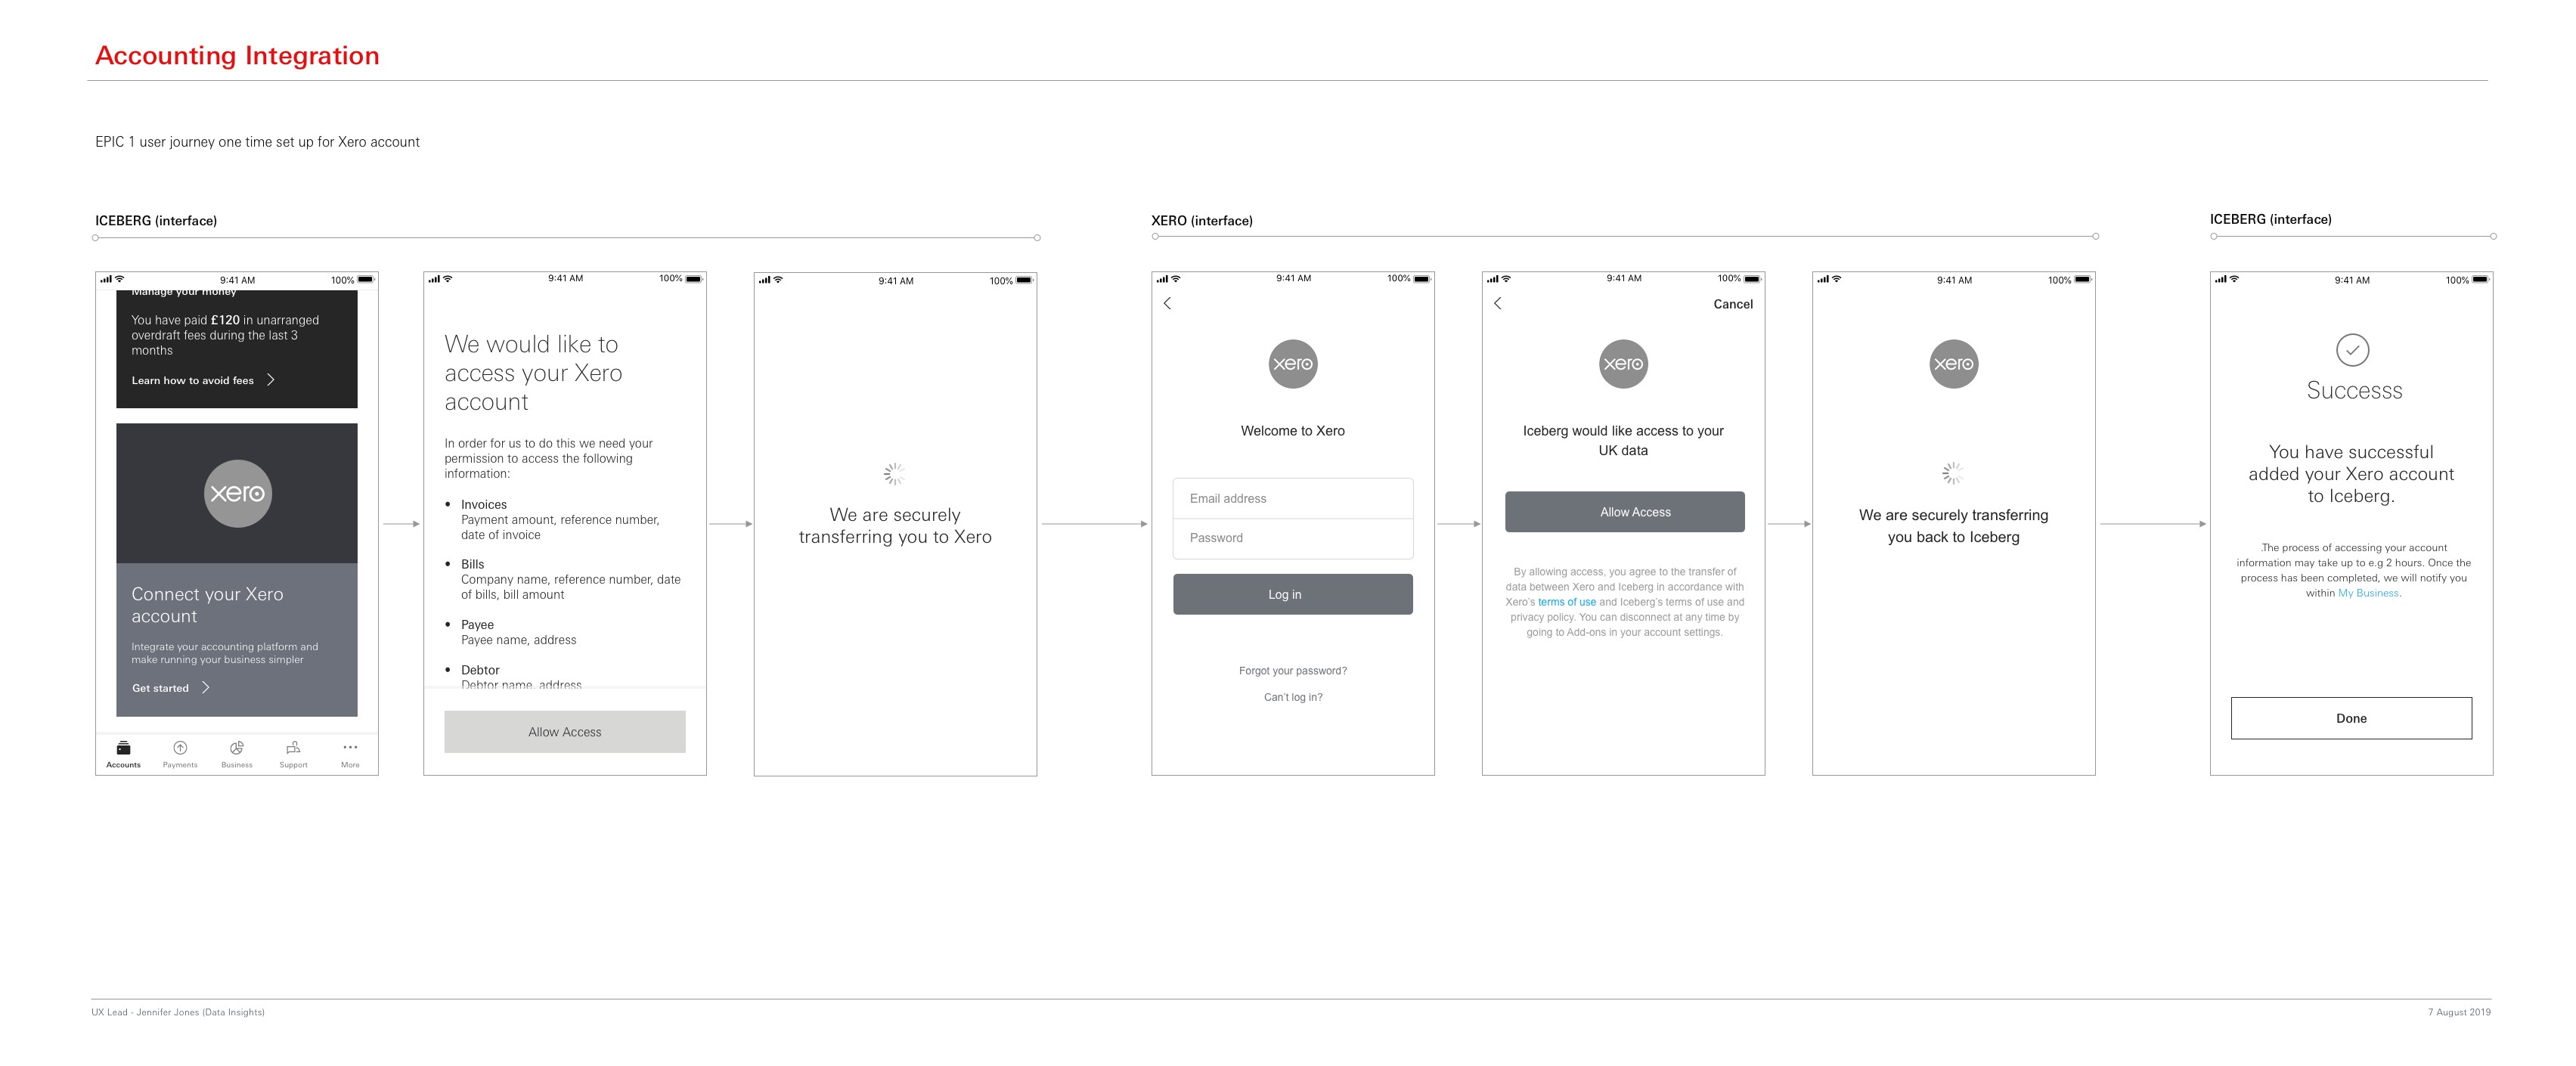 Accounting Integration
EPIC 1 user journey one time set up for Xero account
ICEBERG (interface)
XERO (interface)
ICEBERG (interface)
9:41 AM 100%
Manage your money
You have paid £120 in unarranged
overdraft fees during the last 3
months
Learn how to avoid fees
xero
Connect your Xero
account
Integrate your accounting platform and
make running your business simpler
Get started
Accounts Payments Business Support More
9:41 AM 100%
We would like to
access your Xero
account
In order for us to do this we need your
permission to access the following
information:
• Invoices
Payment amount, reference number,
date of invoice
• Bills
Company name, reference number, date
of bills, bill amount
• Payee
Payee name, address
• Debtor
Debtor name, address
Allow Access
9:41 AM 100%
We are securely
transferring you to Xero
9:41 AM 100%
xero
Welcome to Xero
Email address
Password
Log in
Forgot your password?
Can't log in?
9:41 AM 100%
Cancel
xero
Iceberg would like access to your
UK data
Allow Access
By allowing access, you agree to the transfer of
data between Xero and Iceberg in accordance with
Xero's terms of use and Iceberg's terms of use and
privacy policy. You can disconnect at any time by
going to Add-ons in your account settings.
9:41 AM 100%
xero
We are securely transferring
you back to Iceberg
9:41 AM 100%
Successs
You have successful
added your Xero account
to Iceberg.
.The process of accessing your account
information may take up to e.g 2 hours. Once the
process has been completed, we will notify you
within My Business.
Done
UX Lead - Jennifer Jones (Data Insights)
7 August 2019